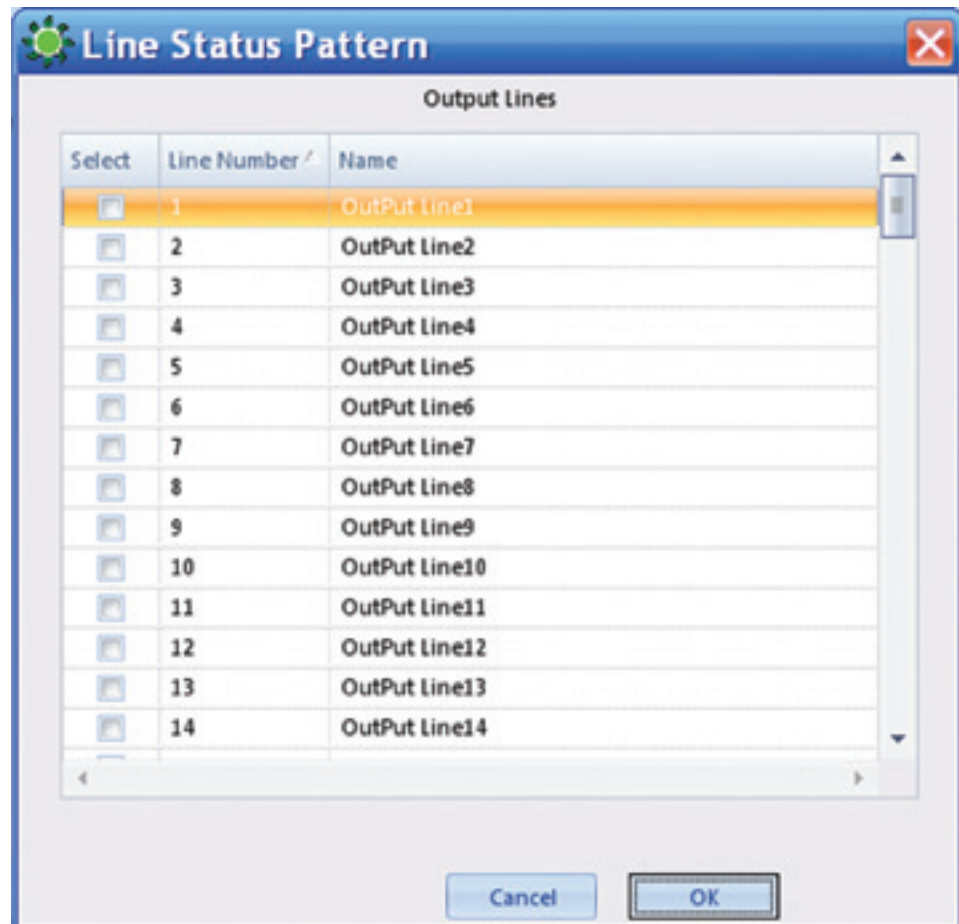 Line Status Pattern
Output Lines
Select Line Number Name
1 OutPut Line1
2 OutPut Line2
3 OutPut Line3
4 OutPut Line4
5 OutPut Line5
6 OutPut Line6
7 OutPut Line7
8 OutPut Line8
9 OutPut Line9
10 OutPut Line10
11 OutPut Line11
12 OutPut Line12
13 OutPut Line13
14 OutPut Line14
Cancel OK